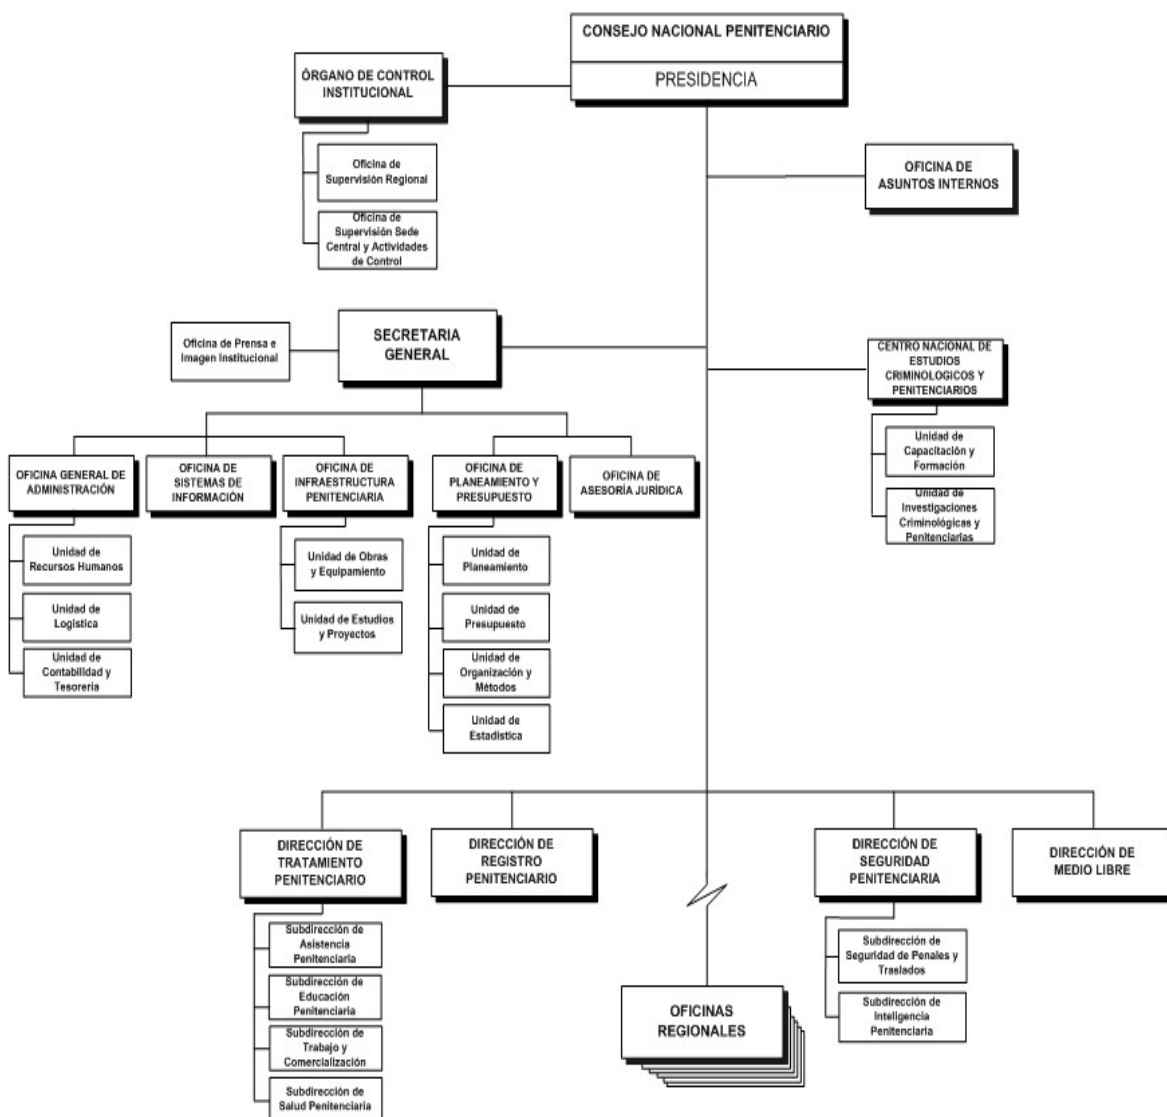 CONSEJO NACIONAL PENITENCIARIO
PRESIDENCIA
ÓRGANO DE CONTROL
INSTITUCIONAL
Oficina de
Supervisión Regional
Oficina de
Supervisión Sede
Central y Actividades
de Control
OFICINA DE
ASUNTOS INTERNOS
Oficina de Prensa e
Imagen Institucional
SECRETARIA
GENERAL
CENTRO NACIONAL DE
ESTUDIOS
CRIMINOLOGICOS Y
PENITENCIARIOS
Unidad de
Capacitación y
Formación
Unidad de
Investigaciones
Criminológicas y
Penitenciarías
OFICINA GENERAL DE
ADMINISTRACIÓN
Unidad de
Recursos Humanos
Unidad de
Logística
Unidad de
Contabilidad y
Tesorería
OFICINA DE
SISTEMAS DE
INFORMACIÓN
OFICINA DE
INFRAESTRUCTURA
PENITENCIARIA
Unidad de Obras
y Equipamiento
Unidad de Estudios
y Proyectos
OFICINA DE
PLANEAMIENTO Y
PRESUPUESTO
Unidad de
Planeamiento
Unidad de
Presupuesto
Unidad de
Organización y
Métodos
Unidad de
Estadística
OFICINA DE
ASESORÍA JURÍDICA
DIRECCIÓN DE
TRATAMIENTO
PENITENCIARIO
Subdirección de
Asistencia
Penitenciaria
Subdirección de
Educación
Penitenciaria
Subdirección de
Trabajo y
Comercialización
Subdirección de
Salud Penitenciaria
DIRECCIÓN DE
REGISTRO
PENITENCIARIO
OFICINAS
REGIONALES
DIRECCIÓN DE
SEGURIDAD
PENITENCIARIA
Subdirección de
Seguridad de Penales y
Traslados
Subdirección de
Inteligencia
Penitenciaria
DIRECCIÓN DE
MEDIO LIBRE